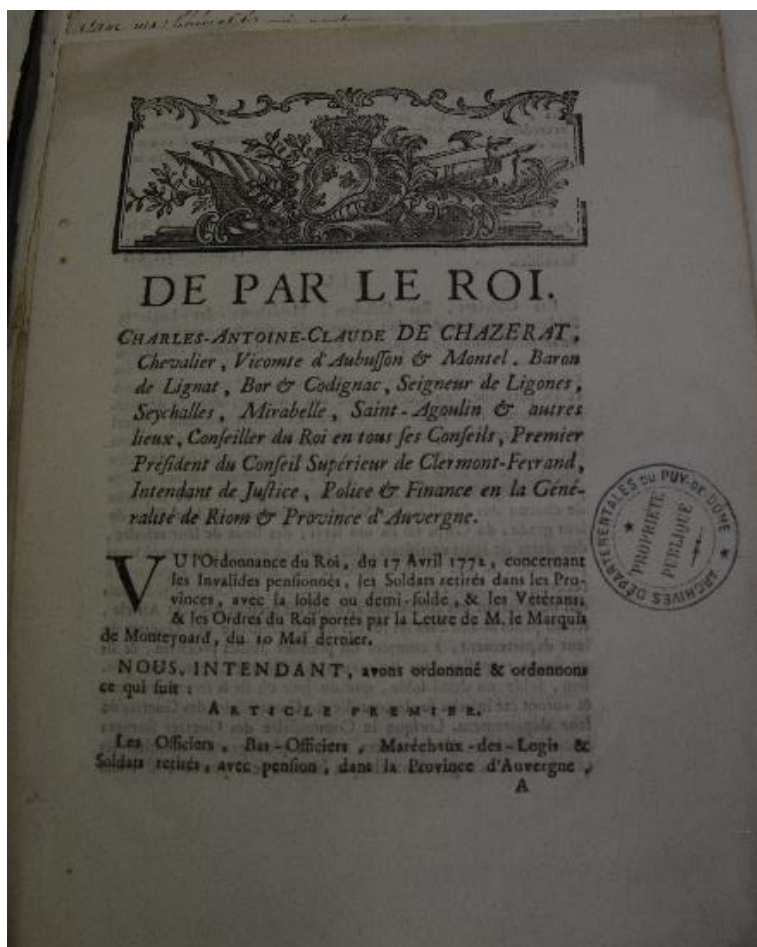 DE PAR LE ROI.
CHARLES-ANTOINE-CLAUDE DE CHAZERAT,
Chevalier, Vicomte d'Aubuſſon & Montel, Baron
de Lignat, Bor & Codignac, Seigneur de Ligones,
Seychalles, Mirabelle, Saint-Agoulin & autres
lieux, Conſeiller du Roi en tous ſes Conſeils, Premier
Préſident du Conſeil Supérieur de Clermont-Ferrand,
Intendant de Juſtice, Police & Finance en la Géné-
ralité de Riom & Province d'Auvergne.
VU l'Ordonnance du Roi, du 17 Avril 1772, concernant
les Invalides penſionnés, les Soldats retirés dans les Pro-
vinces, avec la ſolde ou demi-ſolde, & les Vétérans;
& les Ordres du Roi portés par la Lettre de M. le Marquis
de Monteynard, du 20 Mai dernier.
NOUS, INTENDANT, avons ordonné & ordonnons
ce qui ſuit :
ARTICLE PREMIER.
Les Officiers, Bas-Officiers, Maréchaux-des-Logis &
Soldats retirés, avec penſion, dans la Province d'Auvergne,
A
ARCHIVES DÉPARTEMENTALES DU PUY-DE-DÔME
PROPRIÉTÉ
PUBLIQUE